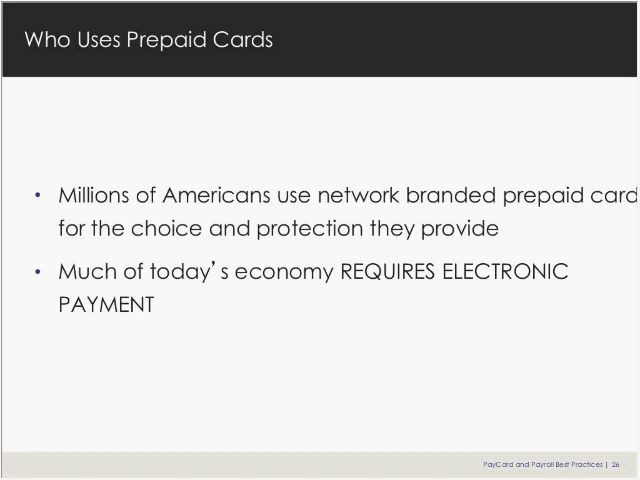 Who Uses Prepaid Cards
• Millions of Americans use network branded prepaid card
for the choice and protection they provide
• Much of today’s economy REQUIRES ELECTRONIC
PAYMENT
PayCard and Payroll Best Practices | 26